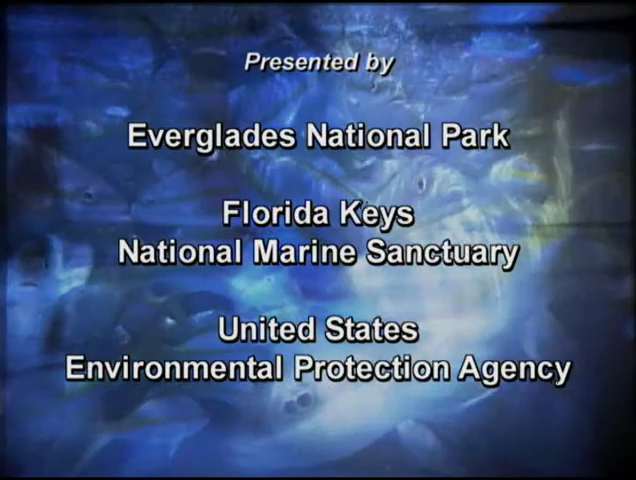 Presented by
Everglades National Park
Florida Keys
National Marine Sanctuary
United States
Environmental Protection Agency